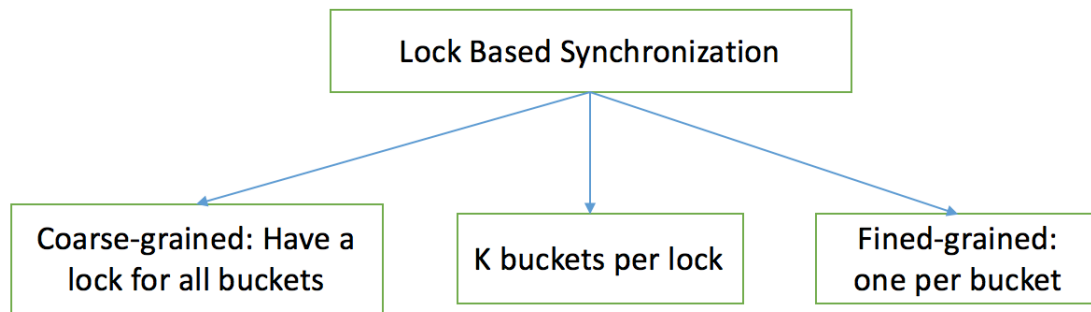 Lock Based Synchronization
Coarse-grained: Have a
lock for all buckets
K buckets per lock
Fined-grained:
one per bucket